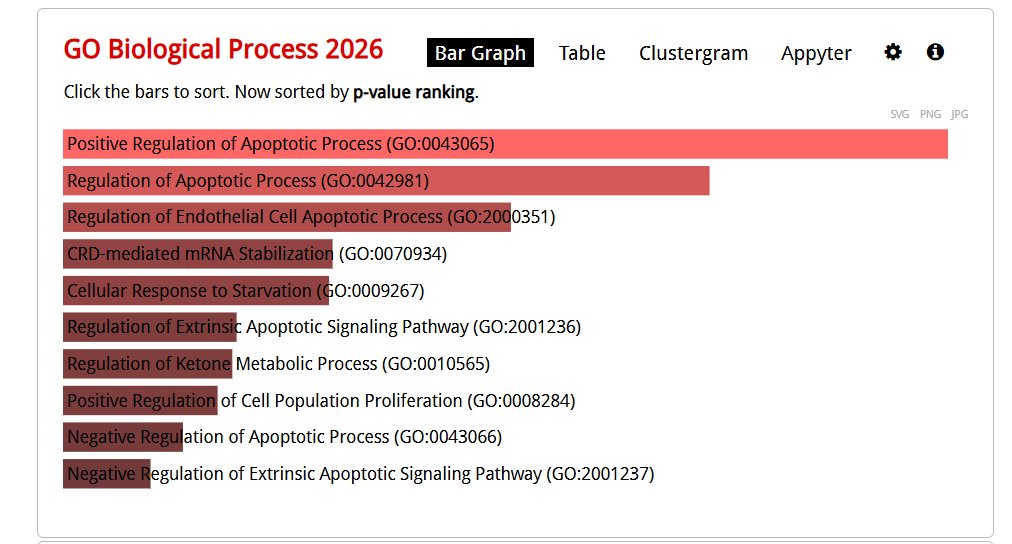 GO Biological Process 2026
Bar Graph Table Clustergram Appyter
Click the bars to sort. Now sorted by p-value ranking.
SVG PNG JPG
Positive Regulation of Apoptotic Process (GO:0043065)
Regulation of Apoptotic Process (GO:0042981)
Regulation of Endothelial Cell Apoptotic Process (GO:2000351)
CRD-mediated mRNA Stabilization (GO:0070934)
Cellular Response to Starvation (GO:0009267)
Regulation of Extrinsic Apoptotic Signaling Pathway (GO:2001236)
Regulation of Ketone Metabolic Process (GO:0010565)
Positive Regulation of Cell Population Proliferation (GO:0008284)
Negative Regulation of Apoptotic Process (GO:0043066)
Negative Regulation of Extrinsic Apoptotic Signaling Pathway (GO:2001237)